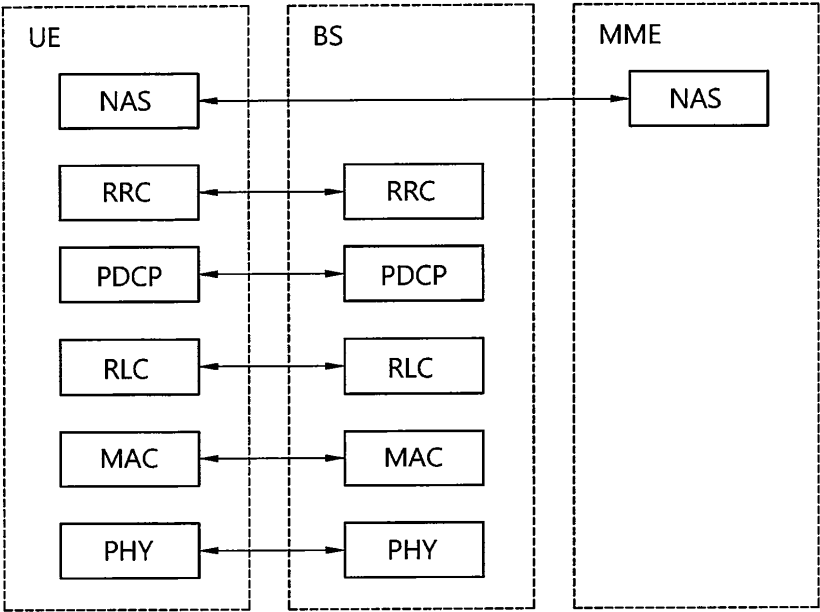 UE BS MME
NAS NAS
RRC RRC
PDCP PDCP
RLC RLC
MAC MAC
PHY PHY